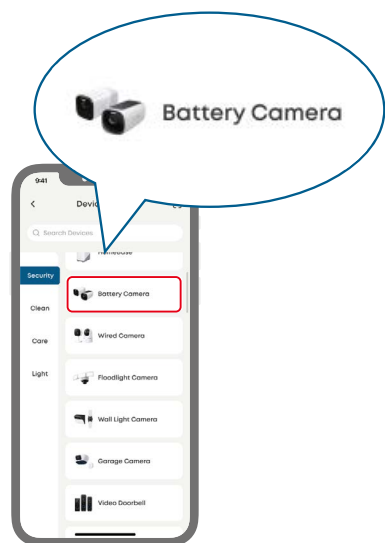 Battery Camera
9:41
Search Devices
Security
Battery Camera
Clean
Wired Camera
Care
Light
Floodlight Camera
Wall Light Camera
Garage Camera
Video Doorbell